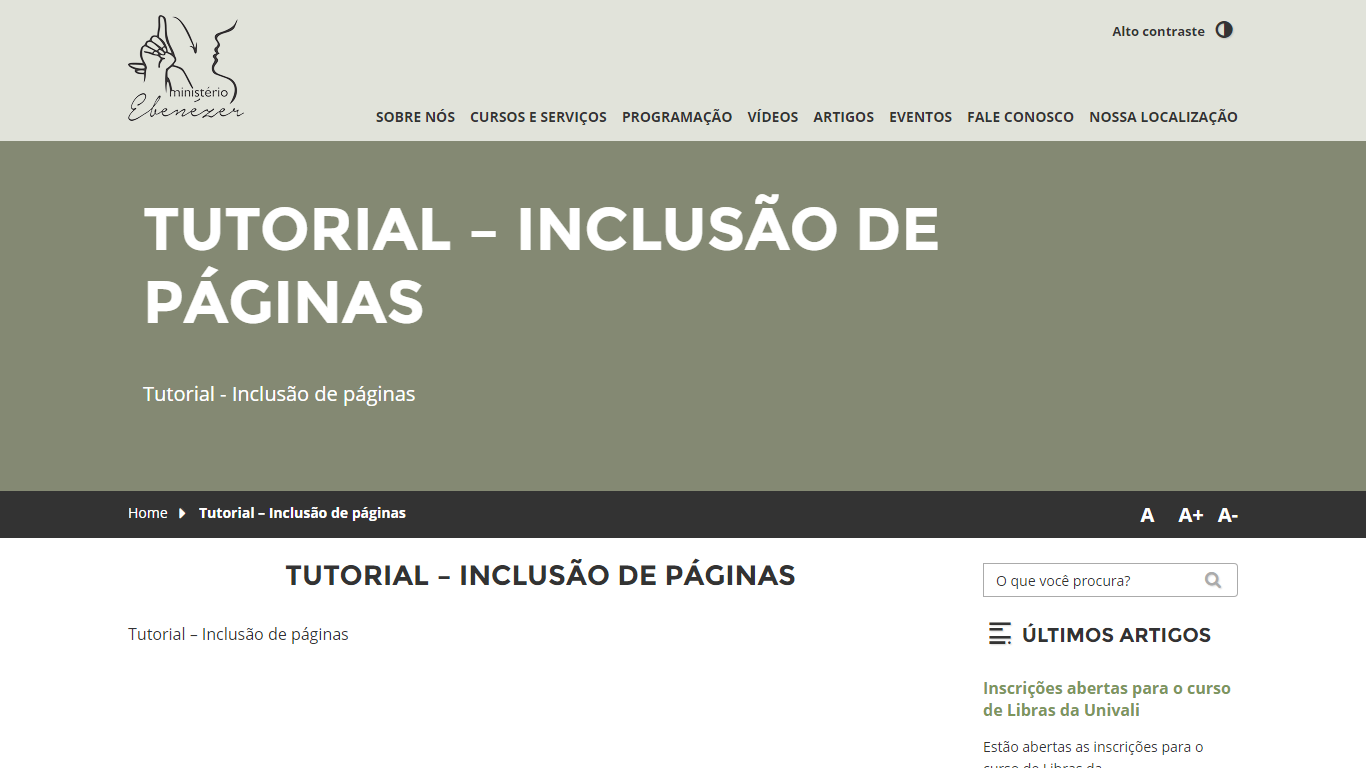 ministério
Ebenézer
Alto contraste
SOBRE NÓS CURSOS E SERVIÇOS PROGRAMAÇÃO VÍDEOS ARTIGOS EVENTOS FALE CONOSCO NOSSA LOCALIZAÇÃO
TUTORIAL – INCLUSÃO DE
PÁGINAS
Tutorial - Inclusão de páginas
Home Tutorial – Inclusão de páginas
A A+ A-
TUTORIAL – INCLUSÃO DE PÁGINAS
Tutorial – Inclusão de páginas
O que você procura?
ÚLTIMOS ARTIGOS
Inscrições abertas para o curso
de Libras da Univali
Estão abertas as inscrições para o
curso de Libras da